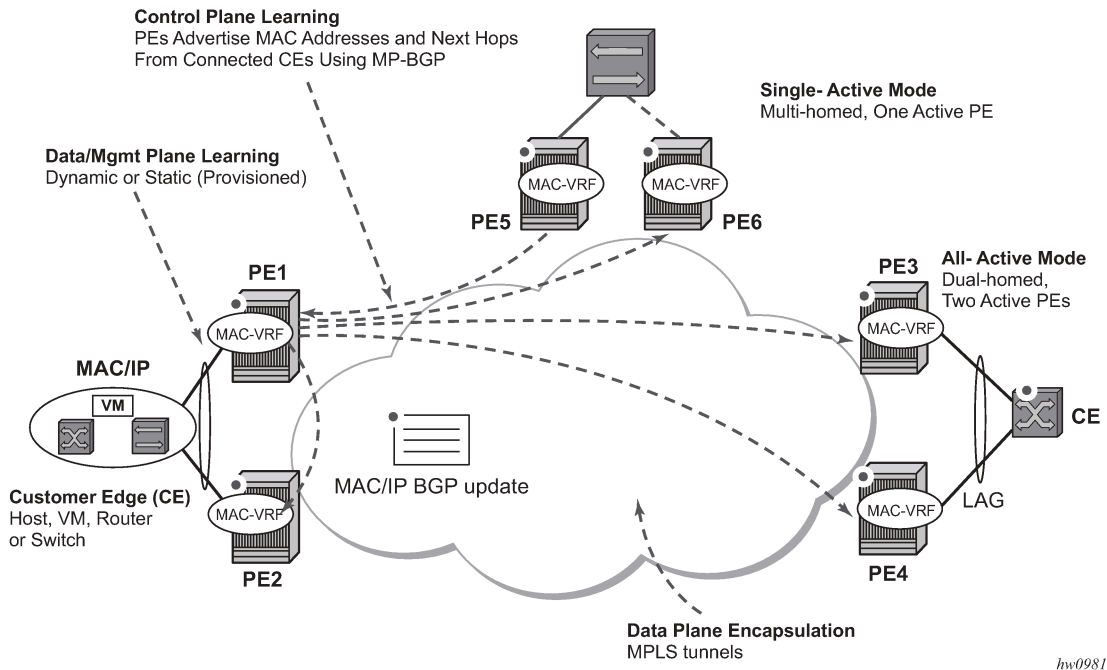 Control Plane Learning
PEs Advertise MAC Addresses and Next Hops
From Connected CEs Using MP-BGP
Single- Active Mode
Multi-homed, One Active PE
Data/Mgmt Plane Learning
Dynamic or Static (Provisioned)
MAC-VRF
MAC-VRF
PE5
PE6
PE1
PE3
All- Active Mode
Dual-homed,
Two Active PEs
MAC-VRF
MAC-VRF
MAC/IP
VM
CE
MAC/IP BGP update
LAG
Customer Edge (CE)
Host, VM, Router
or Switch
MAC-VRF
MAC-VRF
PE2
PE4
Data Plane Encapsulation
MPLS tunnels
hw0981